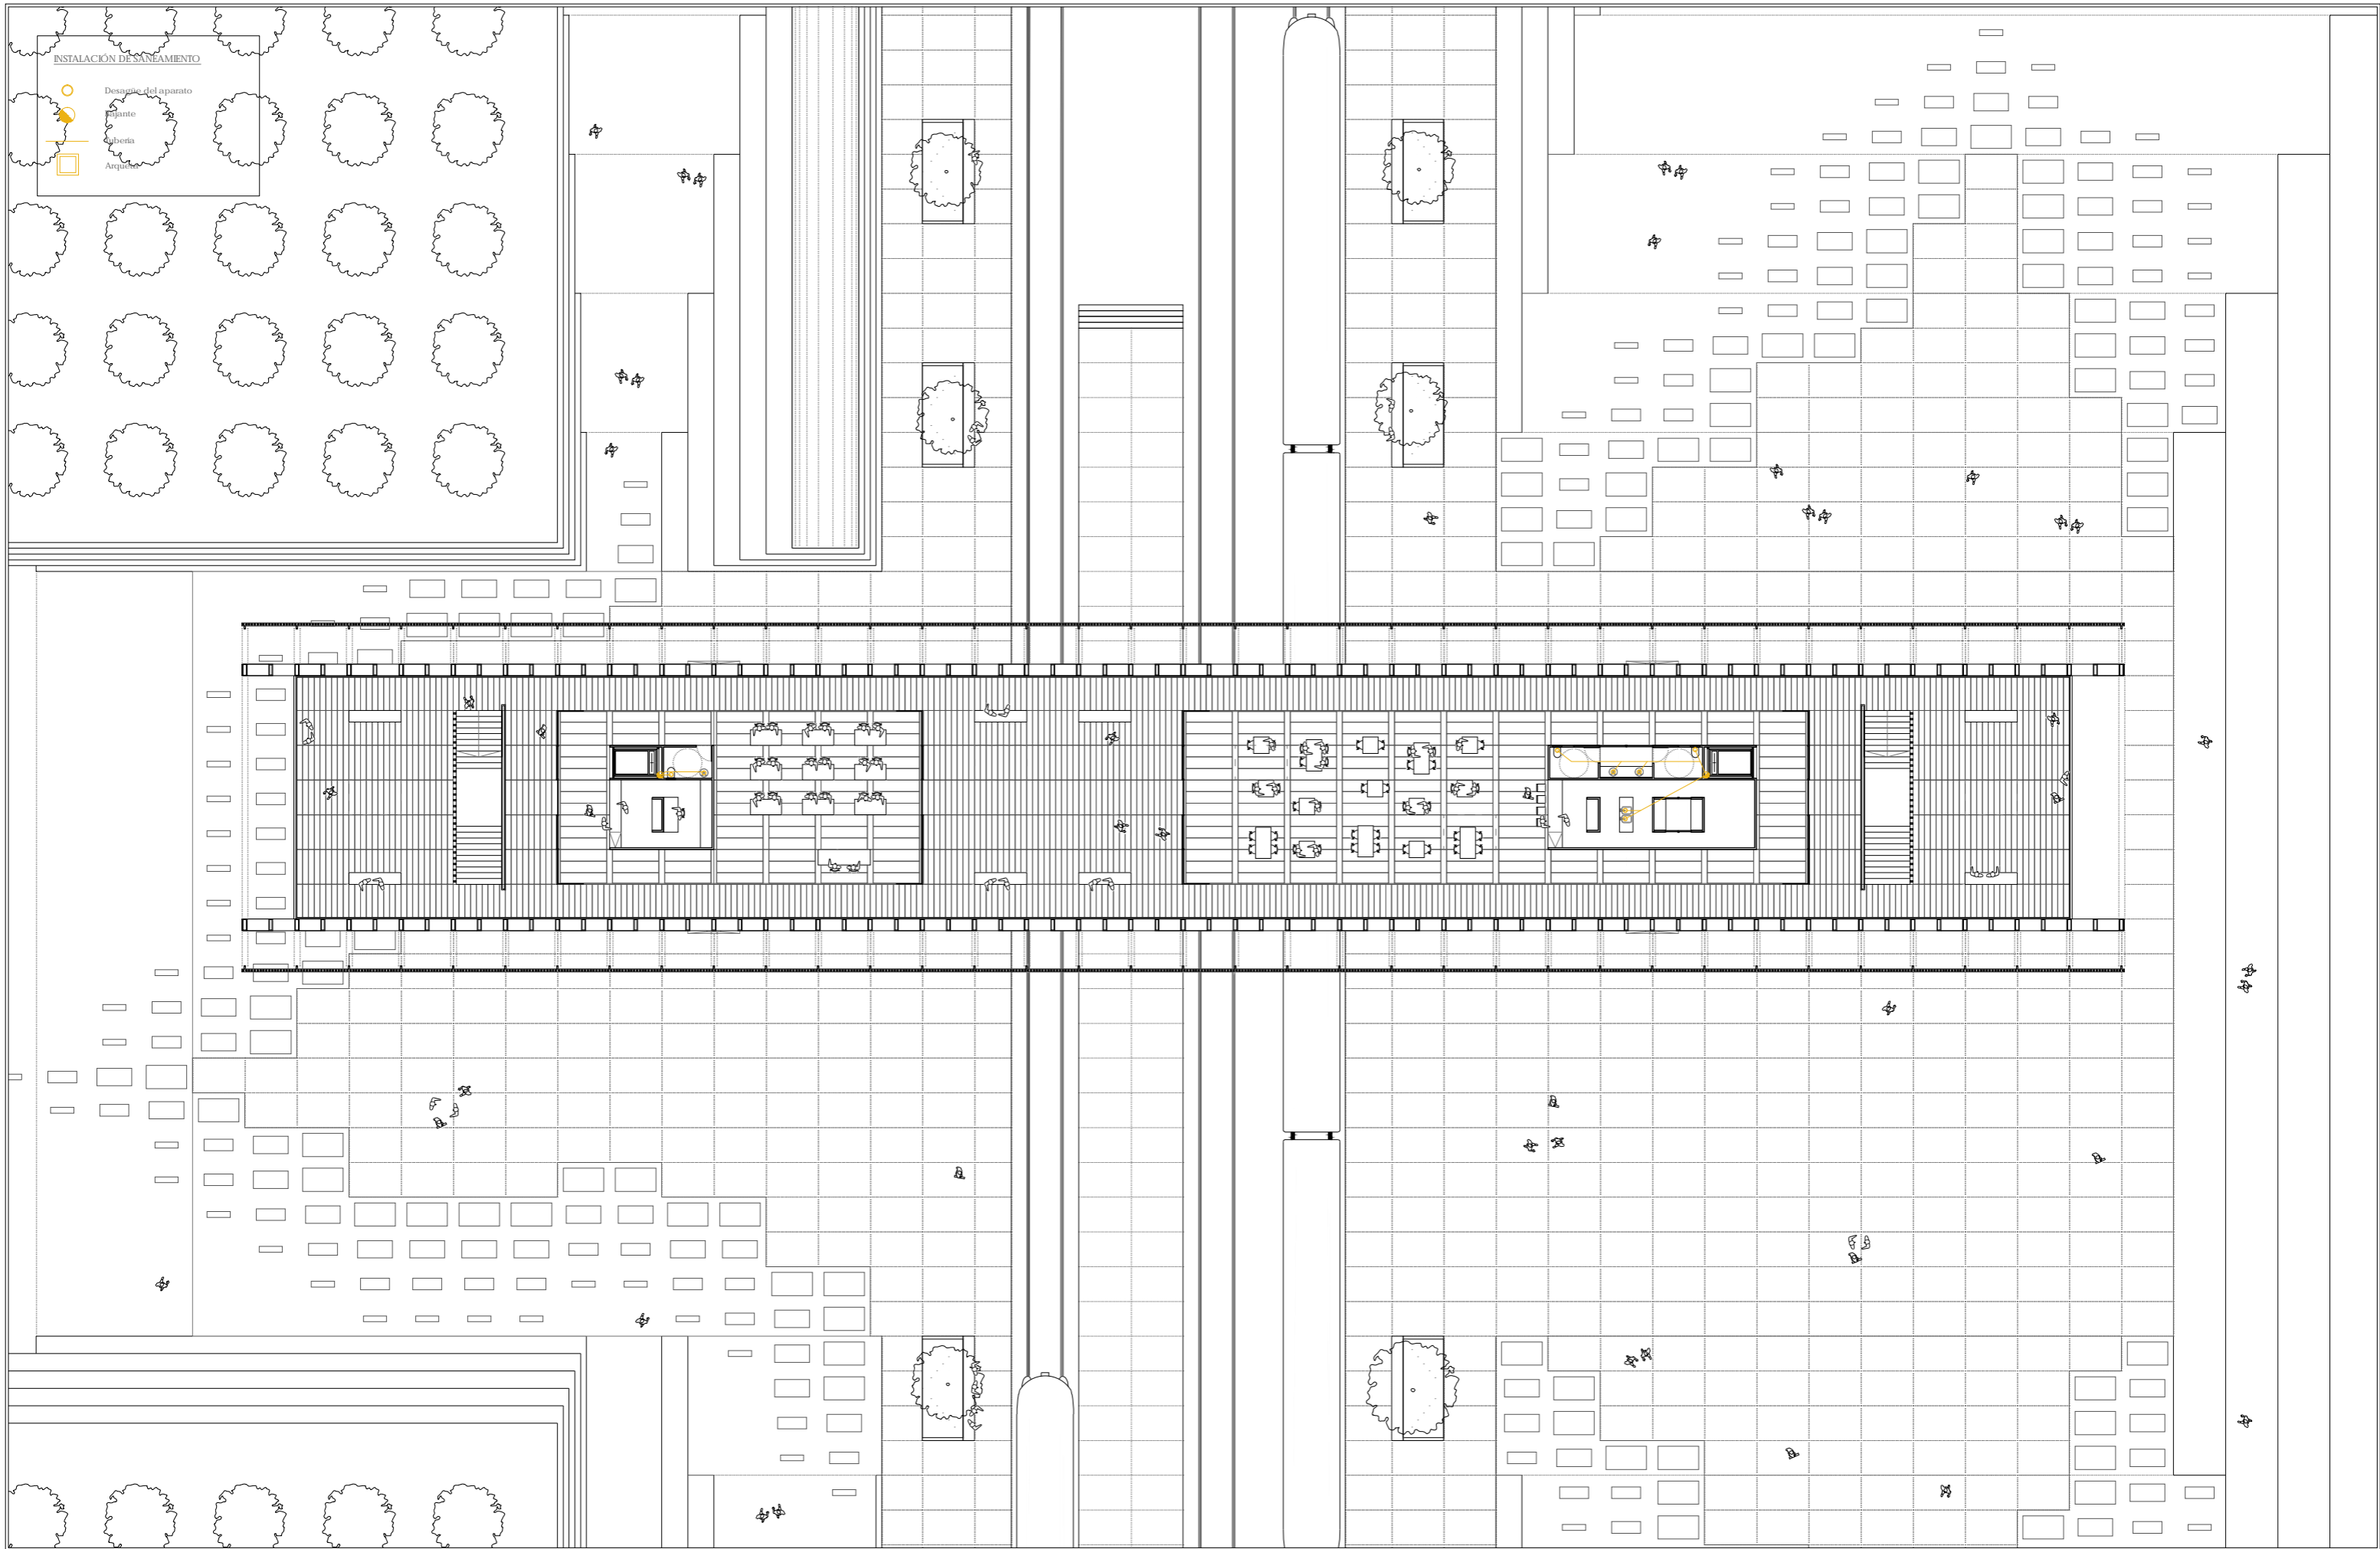 INSTALACIÓN DE SANEAMIENTO
Desagüe del aparato
Bajante
Tubería
Arqueta